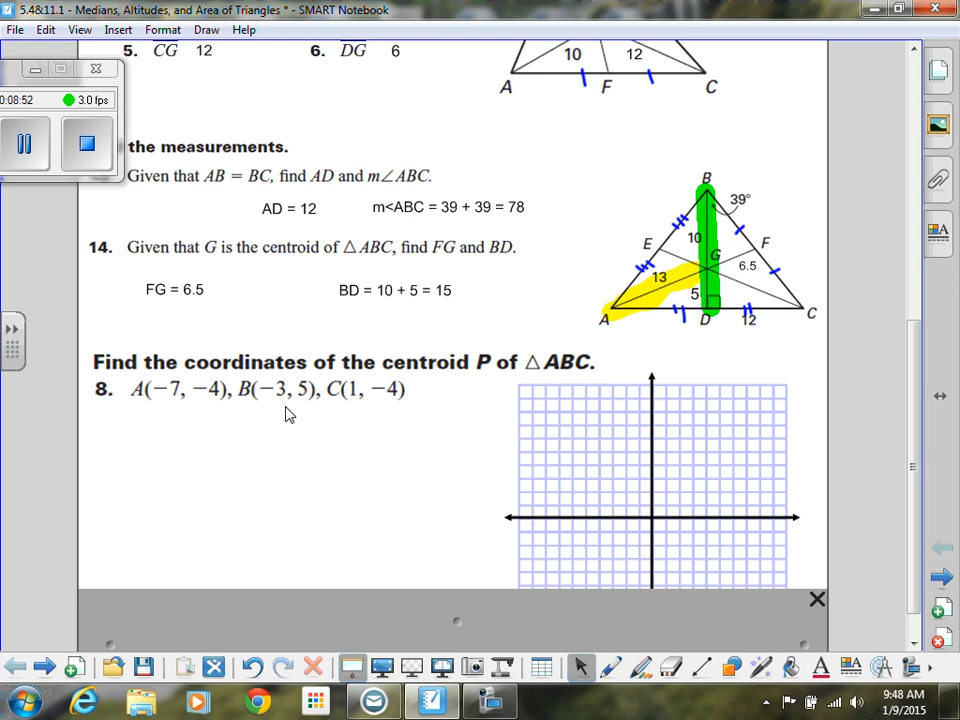 5.4&11.1 - Medians, Altitudes, and Area of Triangles * - SMART Notebook
File Edit View Insert Format Draw Help
5. CG 12 6. DG 6
10 12
A F C
0:08:52 3.0 fps
the measurements.
Given that AB = BC, find AD and m∠ABC.
AD = 12 m<ABC = 39 + 39 = 78
14. Given that G is the centroid of △ABC, find FG and BD.
FG = 6.5 BD = 10 + 5 = 15
B
39°
E 10 F
G
13 6.5
5
A D 12 C
Find the coordinates of the centroid P of △ABC.
8. A(−7, −4), B(−3, 5), C(1, −4)
9:48 AM
1/9/2015